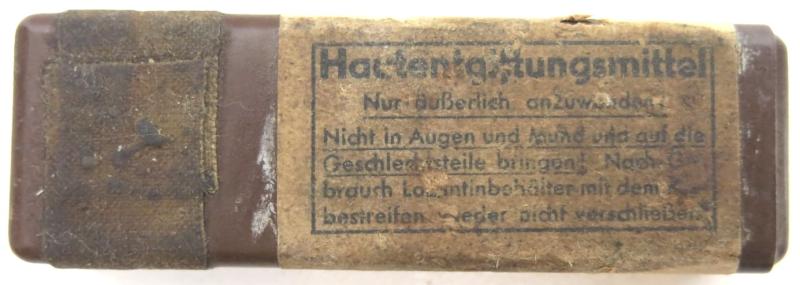 Hautentgiftungsmittel
Nur äußerlich anzuwenden!
Nicht in Augen und Mund und auf die
Geschlechtsteile bringen! Nach Ge-
brauch Losantinbehälter mit dem
bestreifen wieder nicht verschließen.